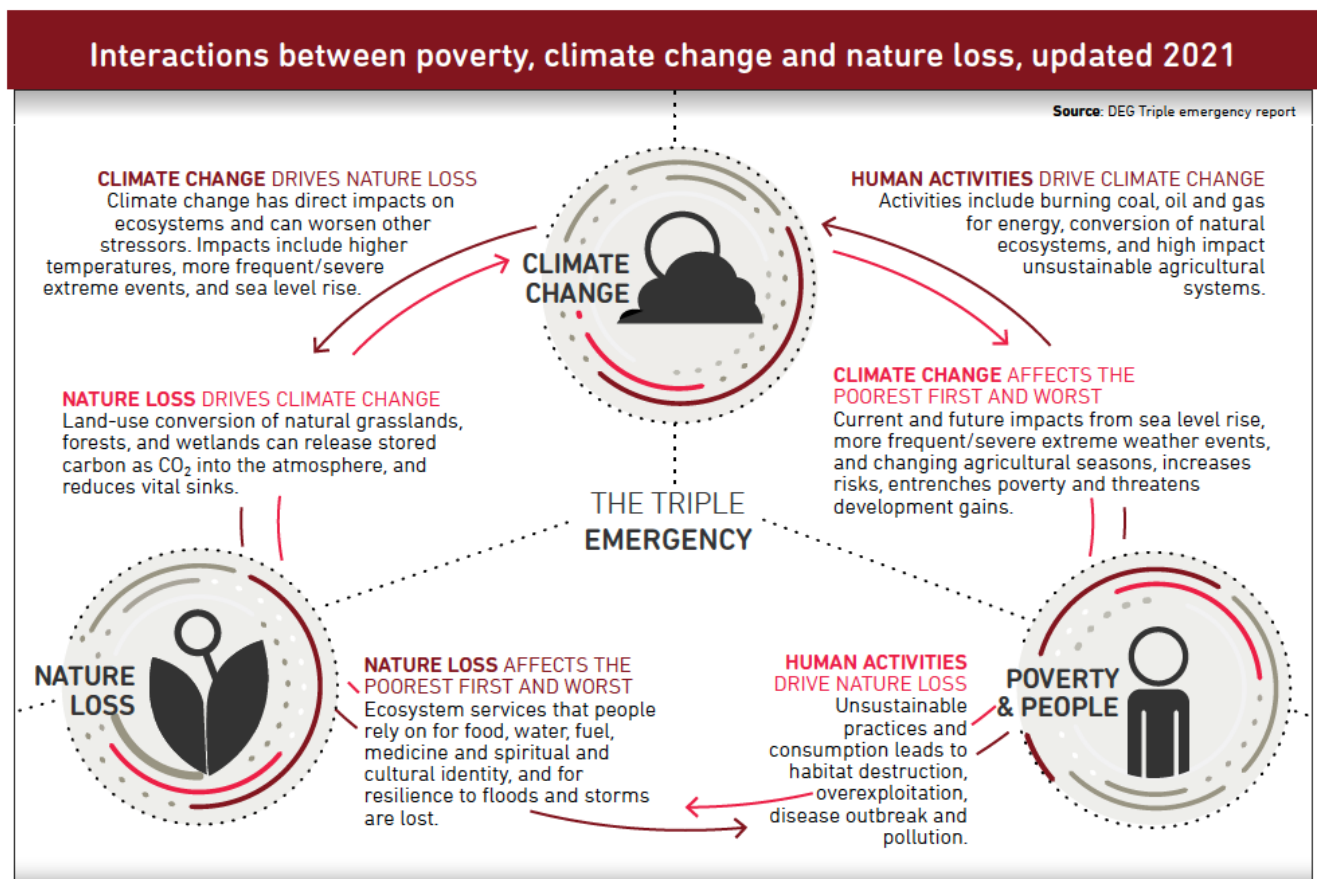 Interactions between poverty, climate change and nature loss, updated 2021
Source: DEG Triple emergency report
CLIMATE CHANGE DRIVES NATURE LOSS
Climate change has direct impacts on
ecosystems and can worsen other
stressors. Impacts include higher
temperatures, more frequent/severe
extreme events, and sea level rise.
CLIMATE
CHANGE
HUMAN ACTIVITIES DRIVE CLIMATE CHANGE
Activities include burning coal, oil and gas
for energy, conversion of natural
ecosystems, and high impact
unsustainable agricultural
systems.
NATURE LOSS DRIVES CLIMATE CHANGE
Land-use conversion of natural grasslands,
forests, and wetlands can release stored
carbon as CO₂ into the atmosphere, and
reduces vital sinks.
CLIMATE CHANGE AFFECTS THE
POOREST FIRST AND WORST
Current and future impacts from sea level rise,
more frequent/severe extreme weather events,
and changing agricultural seasons, increases
risks, entrenches poverty and threatens
development gains.
THE TRIPLE
EMERGENCY
NATURE
LOSS
NATURE LOSS AFFECTS THE
POOREST FIRST AND WORST
Ecosystem services that people
rely on for food, water, fuel,
medicine and spiritual and
cultural identity, and for
resilience to floods and storms
are lost.
HUMAN ACTIVITIES
DRIVE NATURE LOSS
Unsustainable
practices and
consumption leads to
habitat destruction,
overexploitation,
disease outbreak and
pollution.
POVERTY
& PEOPLE